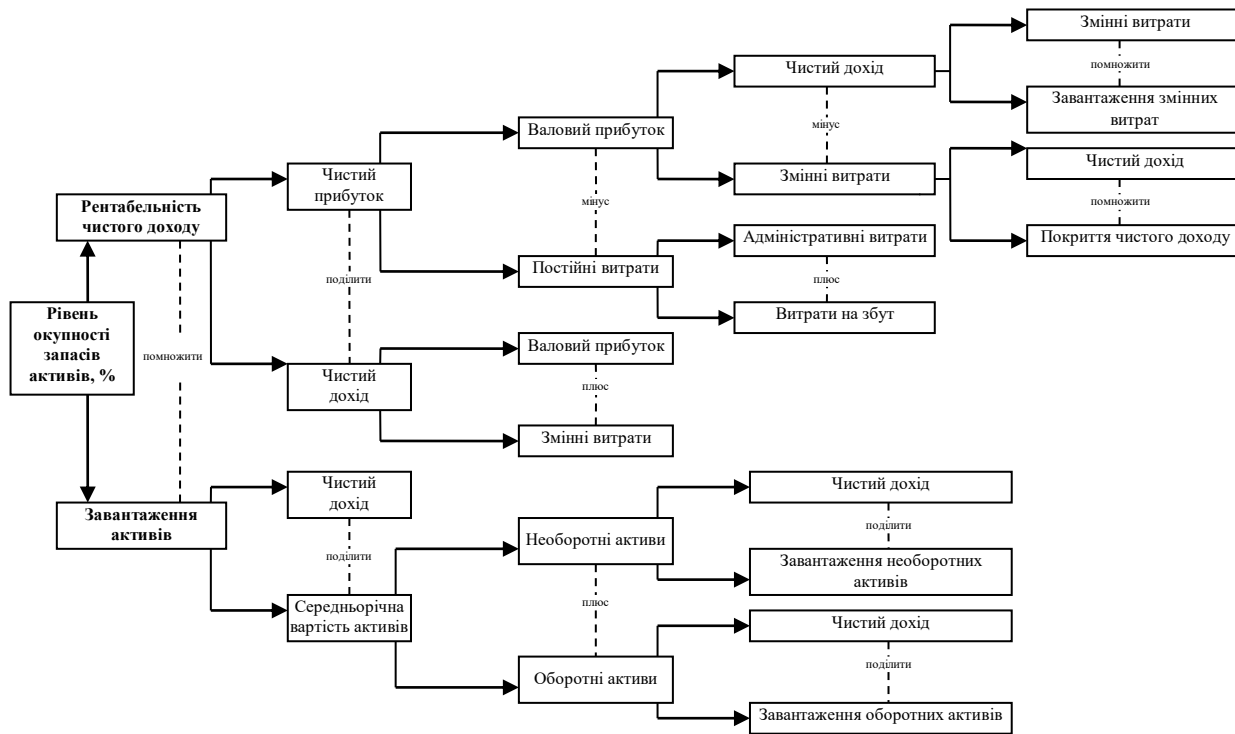 Змінні витрати
помножити
Завантаження змінних
витрат
Чистий дохід
мінус
Змінні витрати
Чистий дохід
помножити
Покриття чистого доходу
Валовий прибуток
мінус
Постійні витрати
Адміністративні витрати
плюс
Витрати на збут
Чистий
прибуток
поділити
Чистий
дохід
Валовий прибуток
плюс
Змінні витрати
Рентабельність
чистого доходу
Рівень
окупності
запасів
активів, %
помножити
Завантаження
активів
Чистий
дохід
поділити
Середньорічна
вартість активів
Необоротні активи
плюс
Оборотні активи
Чистий дохід
поділити
Завантаження необоротних
активів
Чистий дохід
поділити
Завантаження оборотних активів